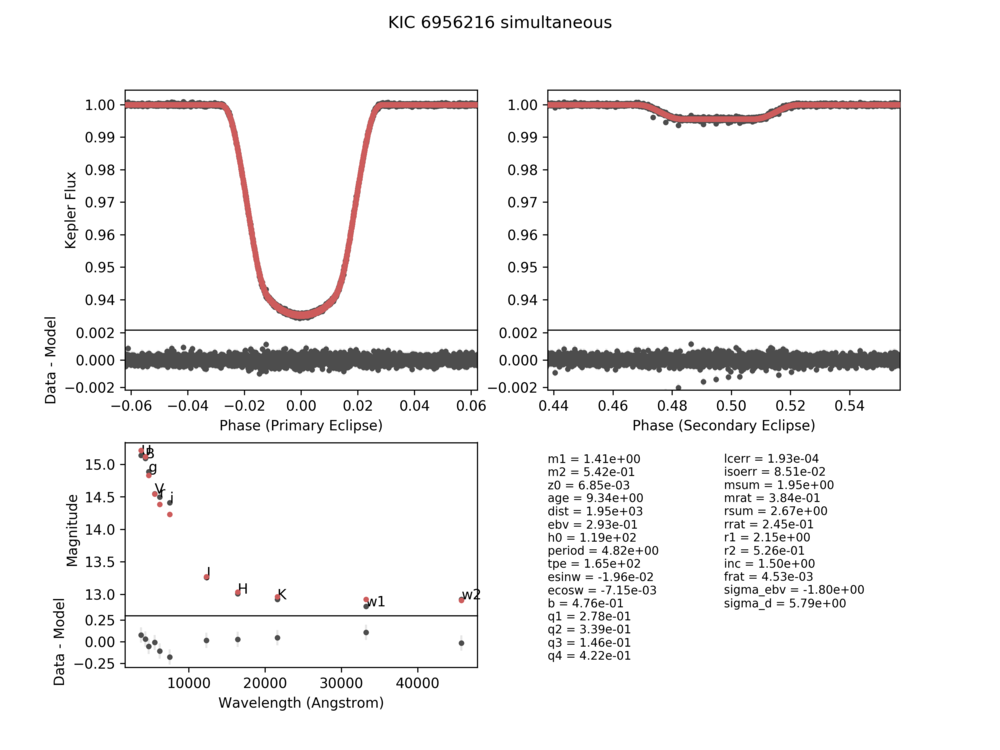 KIC 6956216 simultaneous
1.00
0.99
0.98
0.97
0.96
0.95
0.94
Kepler Flux
0.002
0.000
−0.002
Data - Model
−0.06 −0.04 −0.02 0.00 0.02 0.04 0.06
Phase (Primary Eclipse)
1.00
0.99
0.98
0.97
0.96
0.95
0.94
0.002
0.000
−0.002
0.44 0.46 0.48 0.50 0.52 0.54
Phase (Secondary Eclipse)
15.0
14.5
14.0
13.5
13.0
Magnitude
B
g
V
i
J
H
K
w1
w2
0.25
0.00
−0.25
Data - Model
10000 20000 30000 40000
Wavelength (Angstrom)
m1 = 1.41e+00
m2 = 5.42e-01
z0 = 6.85e-03
age = 9.34e+00
dist = 1.95e+03
ebv = 2.93e-01
h0 = 1.19e+02
period = 4.82e+00
tpe = 1.65e+02
esinw = -1.96e-02
ecosw = -7.15e-03
b = 4.76e-01
q1 = 2.78e-01
q2 = 3.39e-01
q3 = 1.46e-01
q4 = 4.22e-01
lcerr = 1.93e-04
isoerr = 8.51e-02
msum = 1.95e+00
mrat = 3.84e-01
rsum = 2.67e+00
rrat = 2.45e-01
r1 = 2.15e+00
r2 = 5.26e-01
inc = 1.50e+00
frat = 4.53e-03
sigma_ebv = -1.80e+00
sigma_d = 5.79e+00